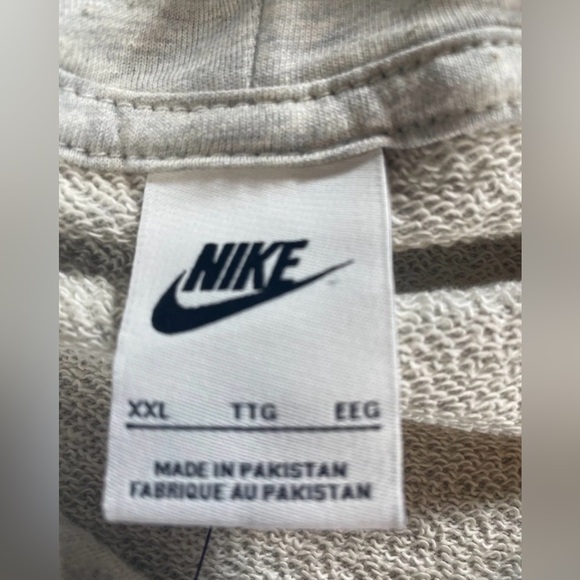 NIKE
XXL TTG EEG
MADE IN PAKISTAN
FABRIQUE AU PAKISTAN